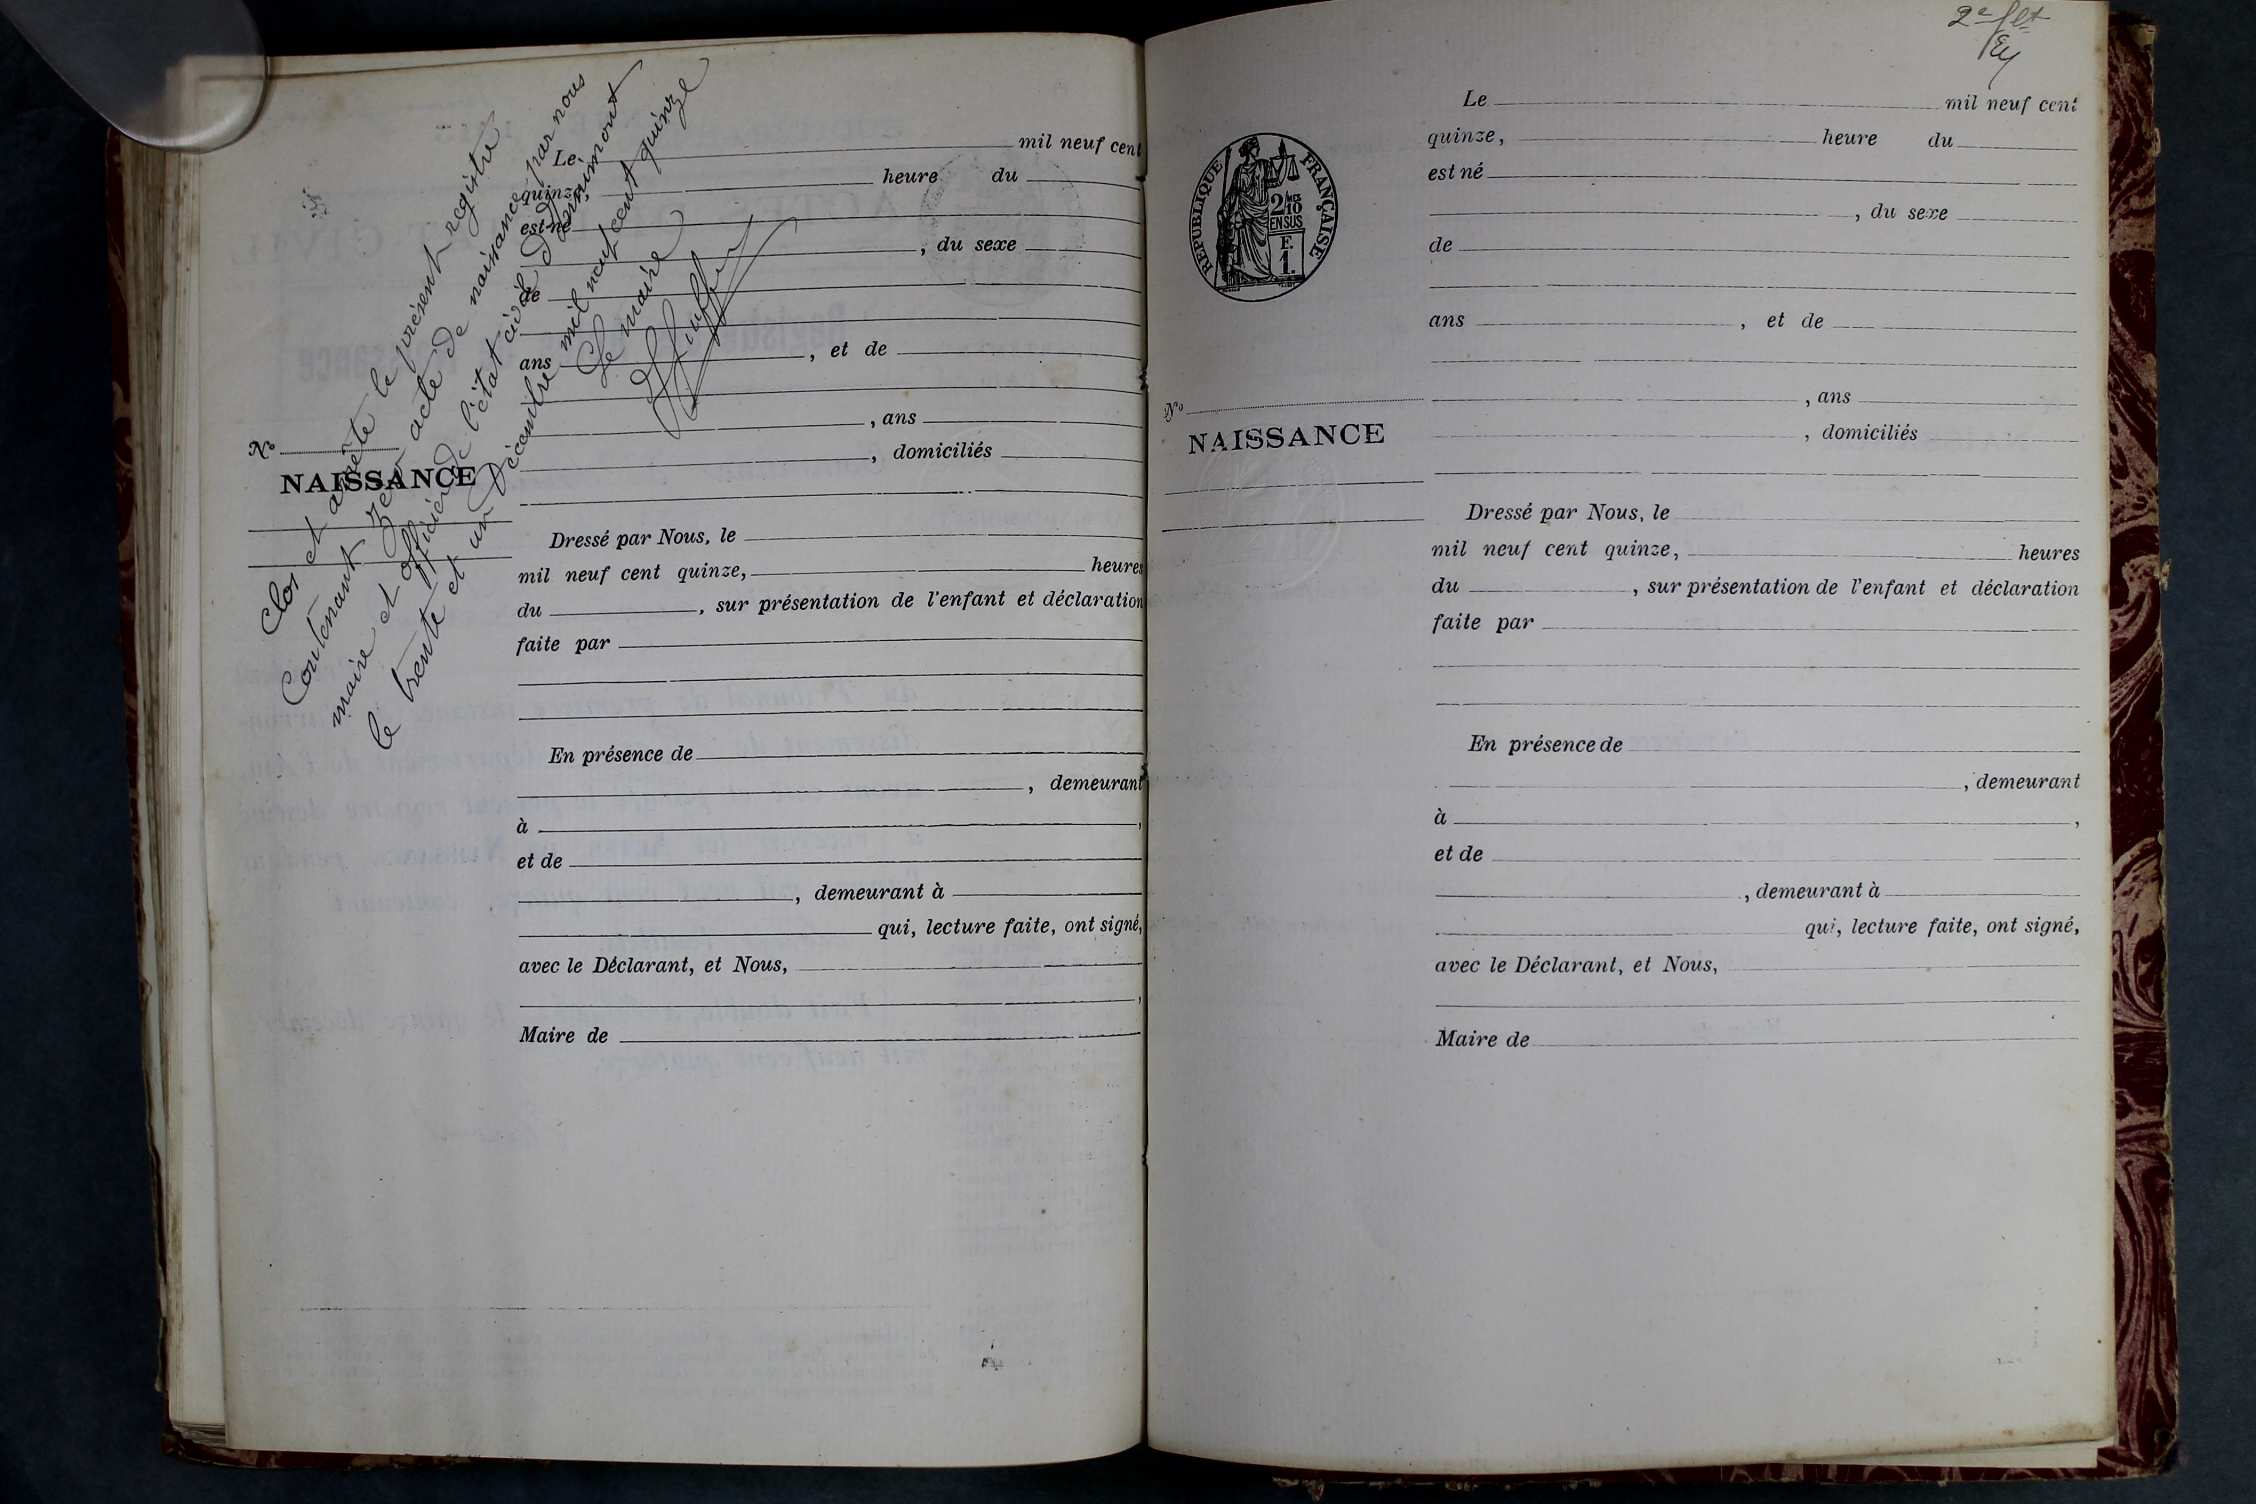 Clos et arrêté le présent registre
Contenant zéro acte de naissance par nous
maire et officier de l'état civil
le trente et un Décembre mil neuf cent quinze
Le maire
Le mil neuf cent
quinze, heure du
est né
, du sexe
de
ans , et de
, ans
, domiciliés
No
NAISSANCE
Dressé par Nous, le
mil neuf cent quinze, heures
du , sur présentation de l'enfant et déclaration
faite par
En présence de
, demeurant
à ,
et de
, demeurant à
qui, lecture faite, ont signé,
avec le Déclarant, et Nous,
,
Maire de
2e
RÉPUBLIQUE FRANÇAISE
2/10
EN SUS
F.
1.
Le mil neuf cent
quinze, heure du
est né
, du sexe
de
ans , et de
, ans
, domiciliés
No
NAISSANCE
Dressé par Nous, le
mil neuf cent quinze, heures
du , sur présentation de l'enfant et déclaration
faite par
En présence de
, demeurant
à ,
et de
, demeurant à
qui, lecture faite, ont signé,
avec le Déclarant, et Nous,
Maire de